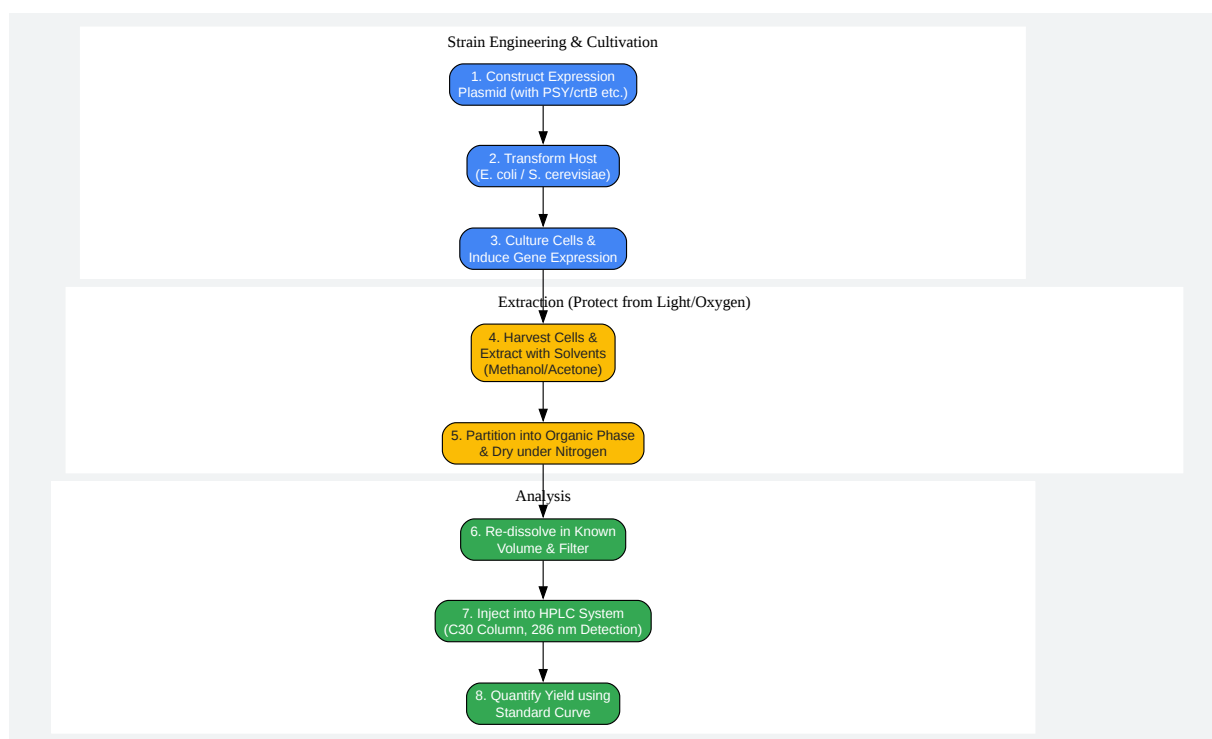 Strain Engineering & Cultivation
1. Construct Expression
Plasmid (with PSY/crtB etc.)
2. Transform Host
(E. coli / S. cerevisiae)
3. Culture Cells &
Induce Gene Expression
Extraction (Protect from Light/Oxygen)
4. Harvest Cells &
Extract with Solvents
(Methanol/Acetone)
5. Partition into Organic Phase
& Dry under Nitrogen
Analysis
6. Re-dissolve in Known
Volume & Filter
7. Inject into HPLC System
(C30 Column, 286 nm Detection)
8. Quantify Yield using
Standard Curve